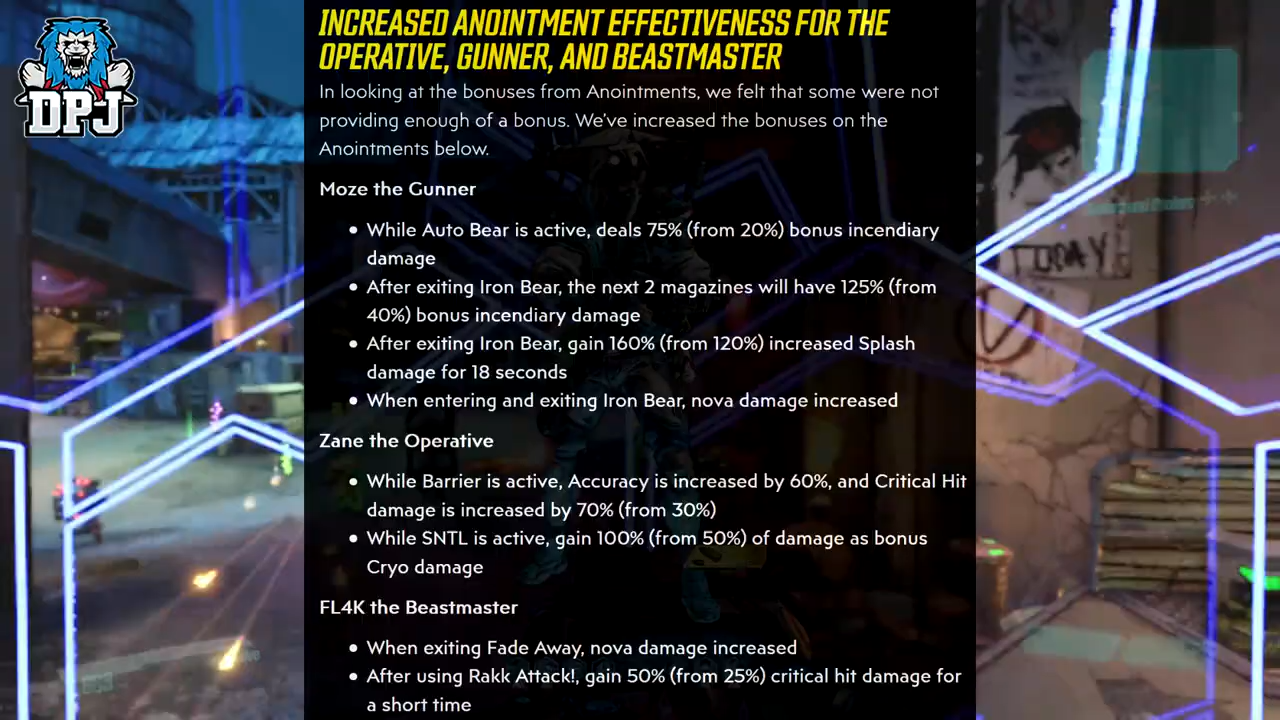 DPJ
INCREASED ANOINTMENT EFFECTIVENESS FOR THE
OPERATIVE, GUNNER, AND BEASTMASTER
In looking at the bonuses from Anointments, we felt that some were not
providing enough of a bonus. We've increased the bonuses on the
Anointments below.
Moze the Gunner
• While Auto Bear is active, deals 75% (from 20%) bonus incendiary
damage
• After exiting Iron Bear, the next 2 magazines will have 125% (from
40%) bonus incendiary damage
• After exiting Iron Bear, gain 160% (from 120%) increased Splash
damage for 18 seconds
• When entering and exiting Iron Bear, nova damage increased
Zane the Operative
• While Barrier is active, Accuracy is increased by 60%, and Critical Hit
damage is increased by 70% (from 30%)
• While SNTL is active, gain 100% (from 50%) of damage as bonus
Cryo damage
FL4K the Beastmaster
• When exiting Fade Away, nova damage increased
• After using Rakk Attack!, gain 50% (from 25%) critical hit damage for
a short time
TODAY